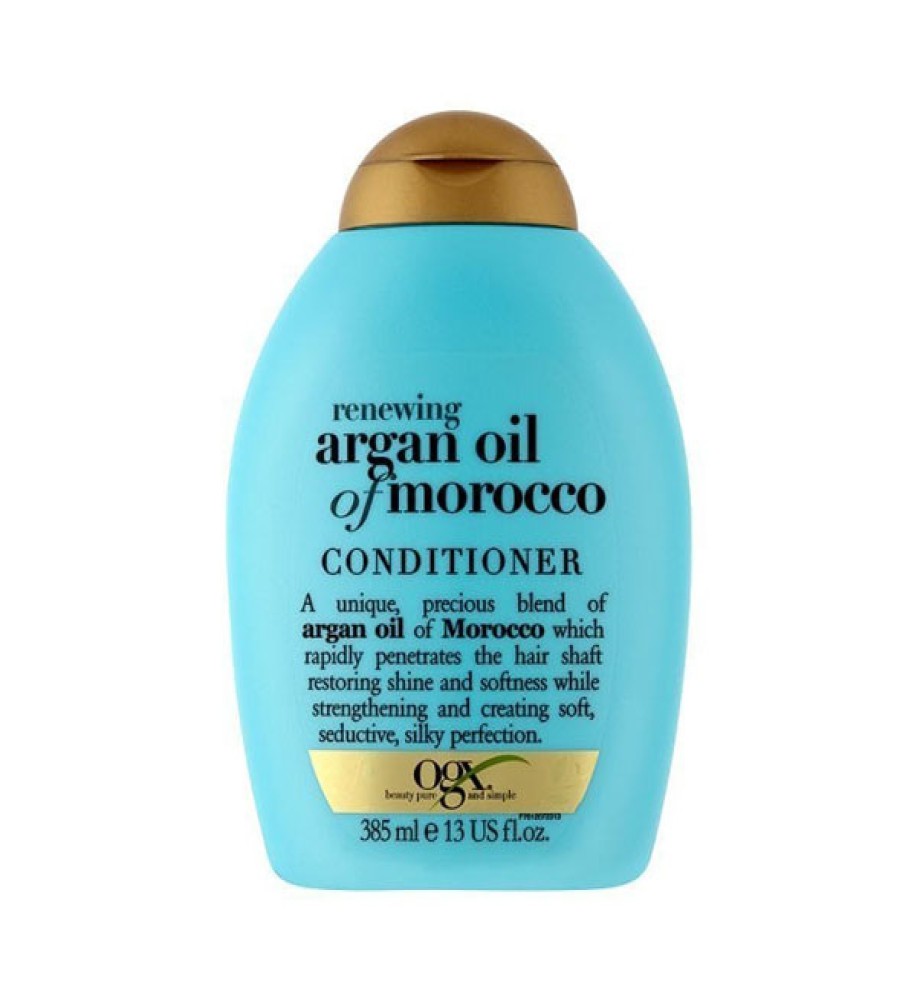 renewing
argan oil
of morocco
CONDITIONER
A unique, precious blend of
argan oil of Morocco which
rapidly penetrates the hair shaft
restoring shine and softness while
strengthening and creating soft,
seductive, silky perfection.
ogx.
beauty pure and simple
385 ml e 13 US fl.oz.